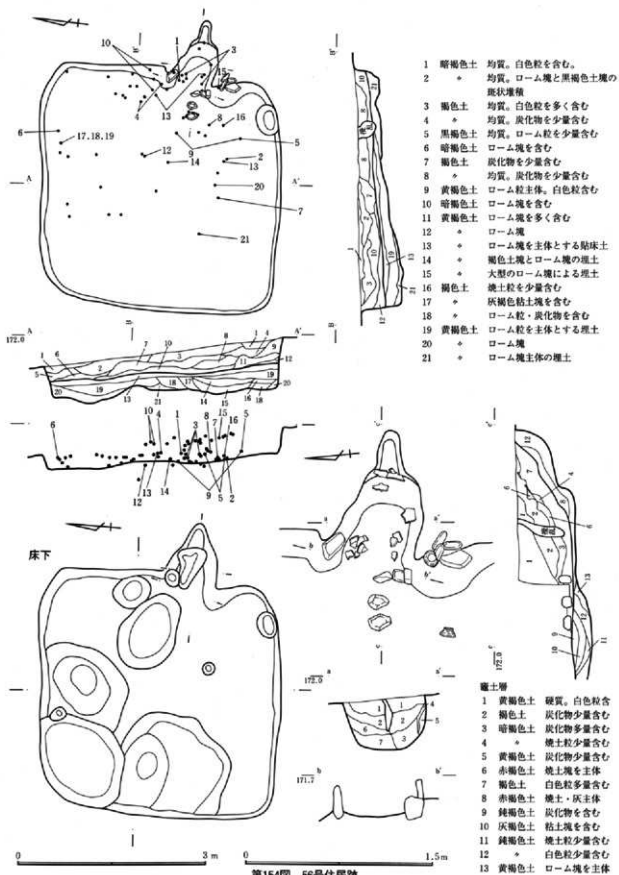 1 暗褐色土 均質。白色粒を含む。
2 〃 均質。ローム塊と黒褐色土塊の
斑状堆積
3 褐色土 均質。白色粒を多く含む
4 〃 均質。炭化物を少量含む
5 黒褐色土 均質。ローム粒を少量含む
6 暗褐色土 ローム塊を含む
7 褐色土 炭化物を少量含む
8 〃 均質。炭化物を少量含む
9 黄褐色土 ローム粒主体。白色粒含む
10 暗褐色土 ローム塊を含む
11 黄褐色土 ローム塊を多く含む
12 〃 ローム塊
13 〃 ローム塊を主体とする貼床土
14 〃 褐色土塊とローム塊の埋土
15 〃 大型のローム塊による埋土
16 褐色土 焼土粒を少量含む
17 〃 灰褐色粘土塊を含む
18 〃 ローム粒・炭化物を含む
19 黄褐色土 ローム粒を主体とする埋土
20 〃 ローム塊
21 〃 ローム塊主体の埋土
床下
竈土層
1 黄褐色土 硬質。白色粒含
2 褐色土 炭化物少量含む
3 暗褐色土 炭化物多量含む
4 〃 焼土粒少量含む
5 黄褐色土 炭化物少量含む
6 赤褐色土 焼土塊を主体
7 褐色土 白色粒多量含む
8 赤褐色土 焼土・灰主体
9 鈍褐色土 炭化物を含む
10 灰褐色土 粘土塊を含む
11 鈍褐色土 焼土粒少量含む
12 〃 白色粒少量含む
13 黄褐色土 ローム塊を主体
0 3 m
0 1.5m
第154図 56号住居跡